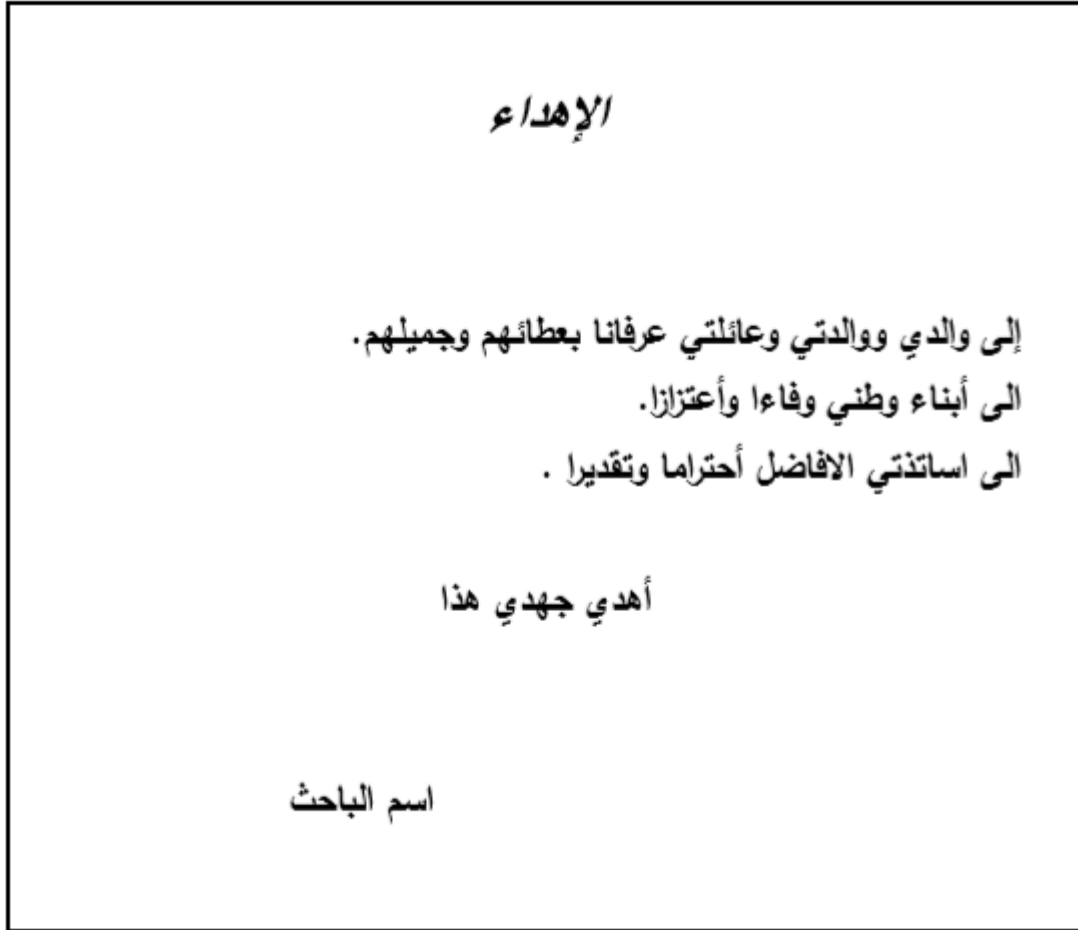 الإهداء
إلى والدي ووالدتي وعائلتي عرفانا بعطائهم وجميلهم.
الى أبناء وطني وفاءا وأعتزازا.
الى اساتذتي الافاضل أحتراما وتقديرا .
أهدي جهدي هذا
اسم الباحث